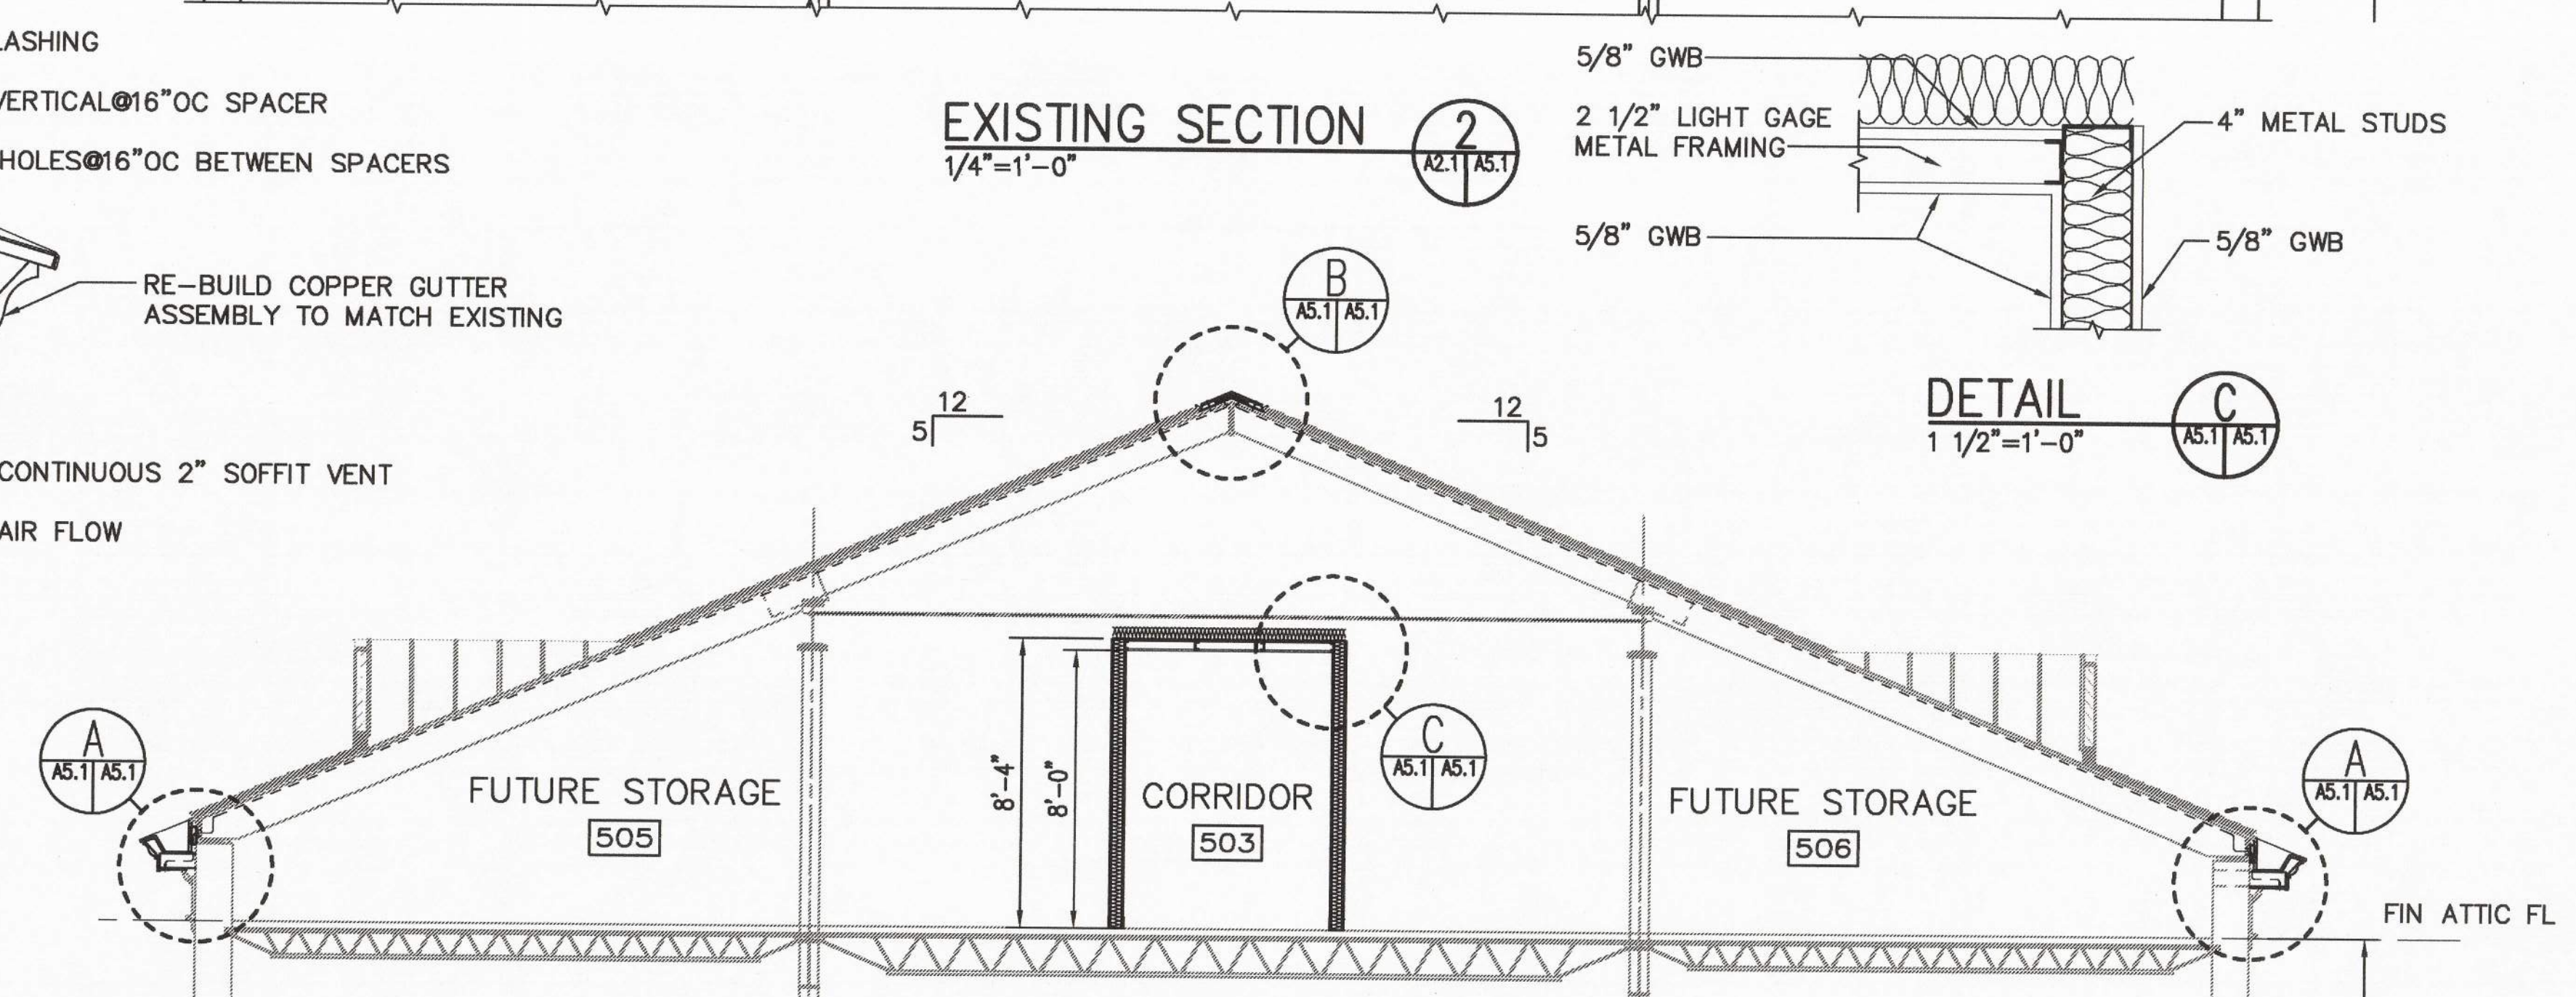 LASHING
VERTICAL@16"OC SPACER
HOLES@16"OC BETWEEN SPACERS
RE-BUILD COPPER GUTTER
ASSEMBLY TO MATCH EXISTING
CONTINUOUS 2" SOFFIT VENT
AIR FLOW
EXISTING SECTION
1/4"=1'-0"
2
A2.1 A5.1
5/8" GWB
2 1/2" LIGHT GAGE
METAL FRAMING
5/8" GWB
4" METAL STUDS
5/8" GWB
DETAIL
1 1/2"=1'-0"
C
A5.1 A5.1
B
A5.1 A5.1
12
5
12
5
A
A5.1 A5.1
FUTURE STORAGE
505
8'-4"
8'-0"
CORRIDOR
503
C
A5.1 A5.1
FUTURE STORAGE
506
A
A5.1 A5.1
FIN ATTIC FL